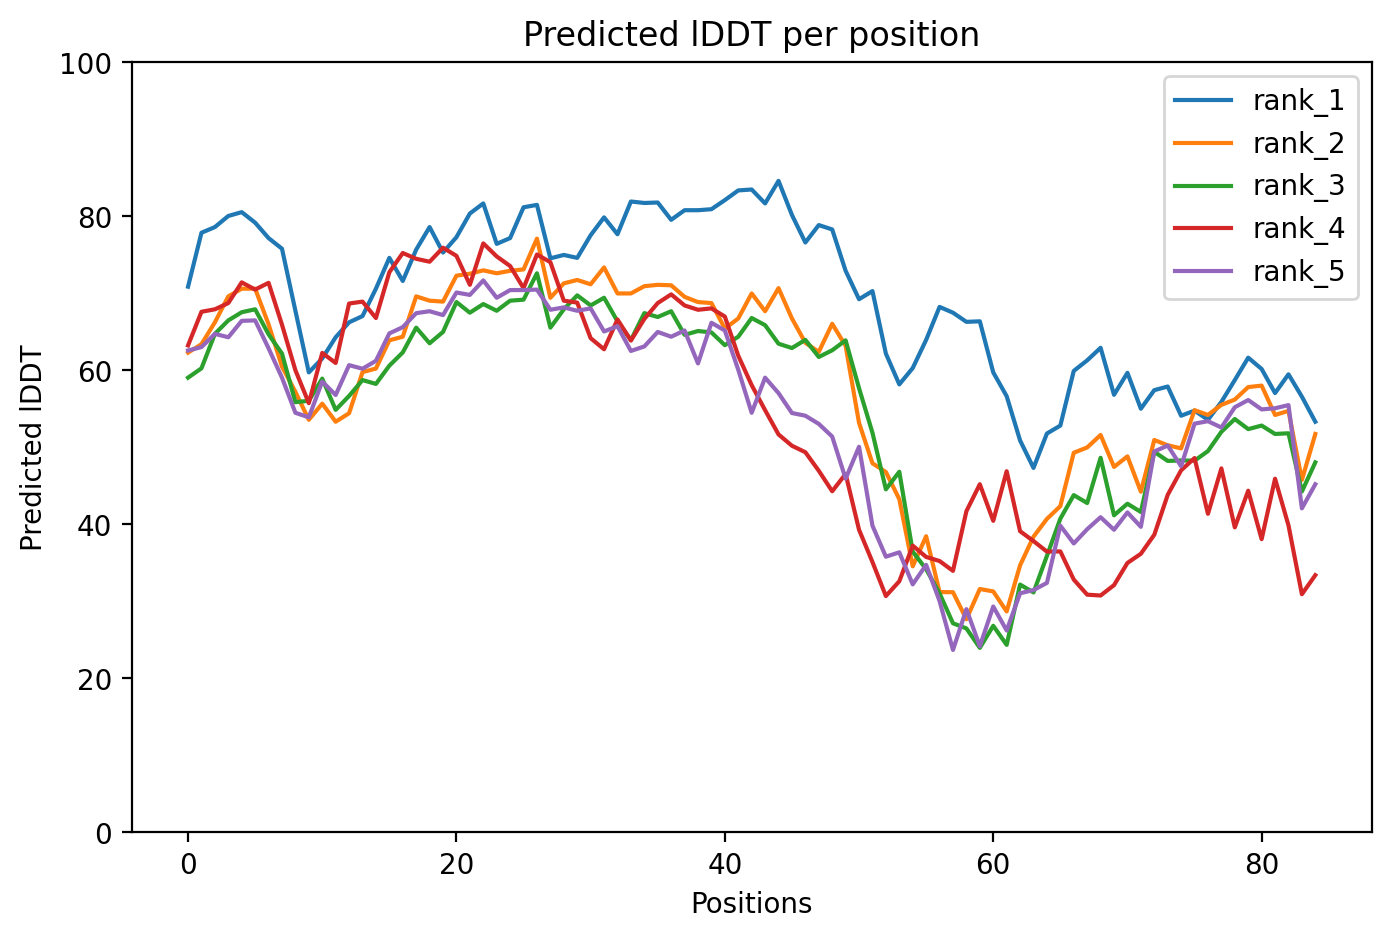 Predicted lDDT per position
100
80
60
40
20
0
Predicted lDDT
0 20 40 60 80
Positions
rank_1
rank_2
rank_3
rank_4
rank_5